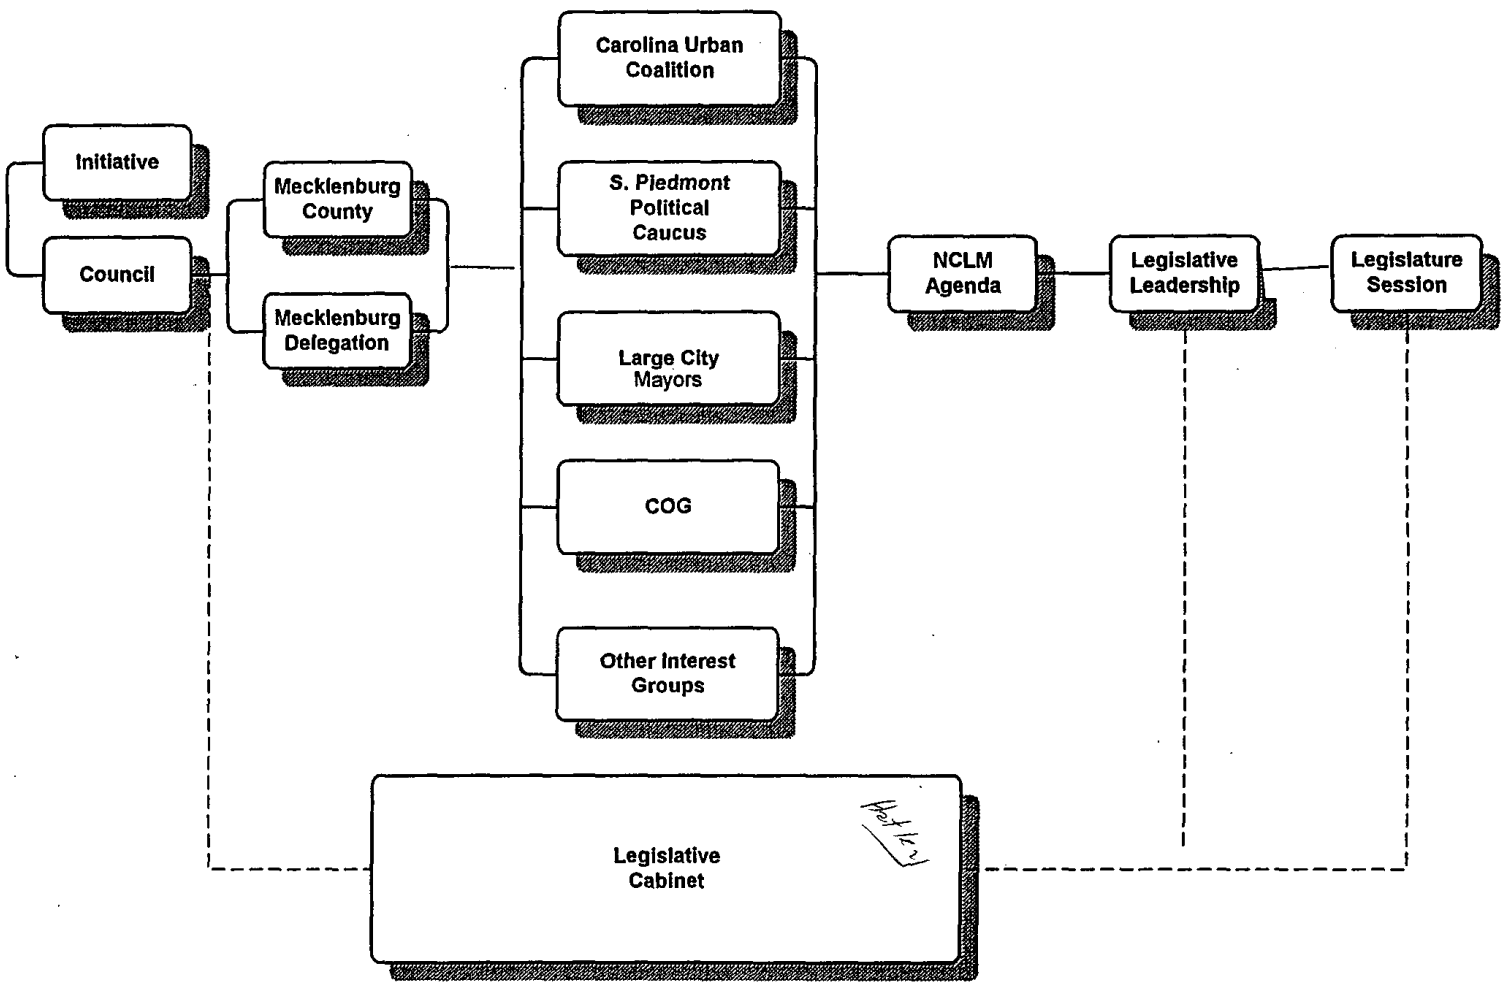 Carolina Urban
Coalition
Initiative
Mecklenburg
County
S. Piedmont
Political
Caucus
Council
NCLM
Agenda
Legislative
Leadership
Legislature
Session
Mecklenburg
Delegation
Large City
Mayors
COG
Other Interest
Groups
Legislative
Cabinet